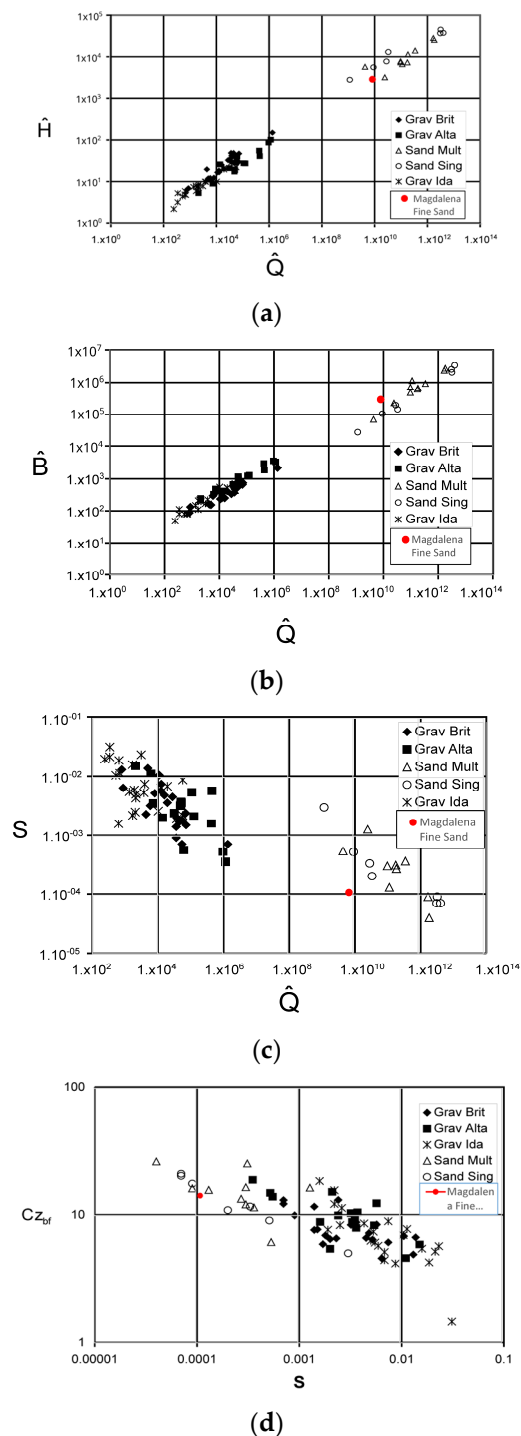 1x10⁵
1x10⁴
1x10³
1x10²
1x10¹
1x10⁰
Ĥ
Grav Brit
Grav Alta
Sand Mult
Sand Sing
Grav Ida
Magdalena
Fine Sand
1.x10⁰ 1.x10² 1.x10⁴ 1.x10⁶ 1.x10⁸ 1.x10¹⁰ 1.x10¹² 1.x10¹⁴
Q̂
(a)
1x10⁷
1x10⁶
1x10⁵
1x10⁴
1x10³
1x10²
1x10¹
1x10⁰
B̂
Grav Brit
Grav Alta
Sand Mult
Sand Sing
Grav Ida
Magdalena
Fine Sand
1.x10⁰ 1.x10² 1.x10⁴ 1.x10⁶ 1.x10⁸ 1.x10¹⁰ 1.x10¹² 1.x10¹⁴
Q̂
(b)
1.10⁻⁰¹
1.10⁻⁰²
1.10⁻⁰³
1.10⁻⁰⁴
1.10⁻⁰⁵
S
Grav Brit
Grav Alta
Sand Mult
Sand Sing
Grav Ida
Magdalena
Fine Sand
1.x10² 1.x10⁴ 1.x10⁶ 1.x10⁸ 1.x10¹⁰ 1.x10¹² 1.x10¹⁴
Q̂
(c)
100
10
1
Cz_bf
Grav Brit
Grav Alta
Grav Ida
Sand Mult
Sand Sing
Magdalen
a Fine...
0.00001 0.0001 0.001 0.01 0.1
S
(d)